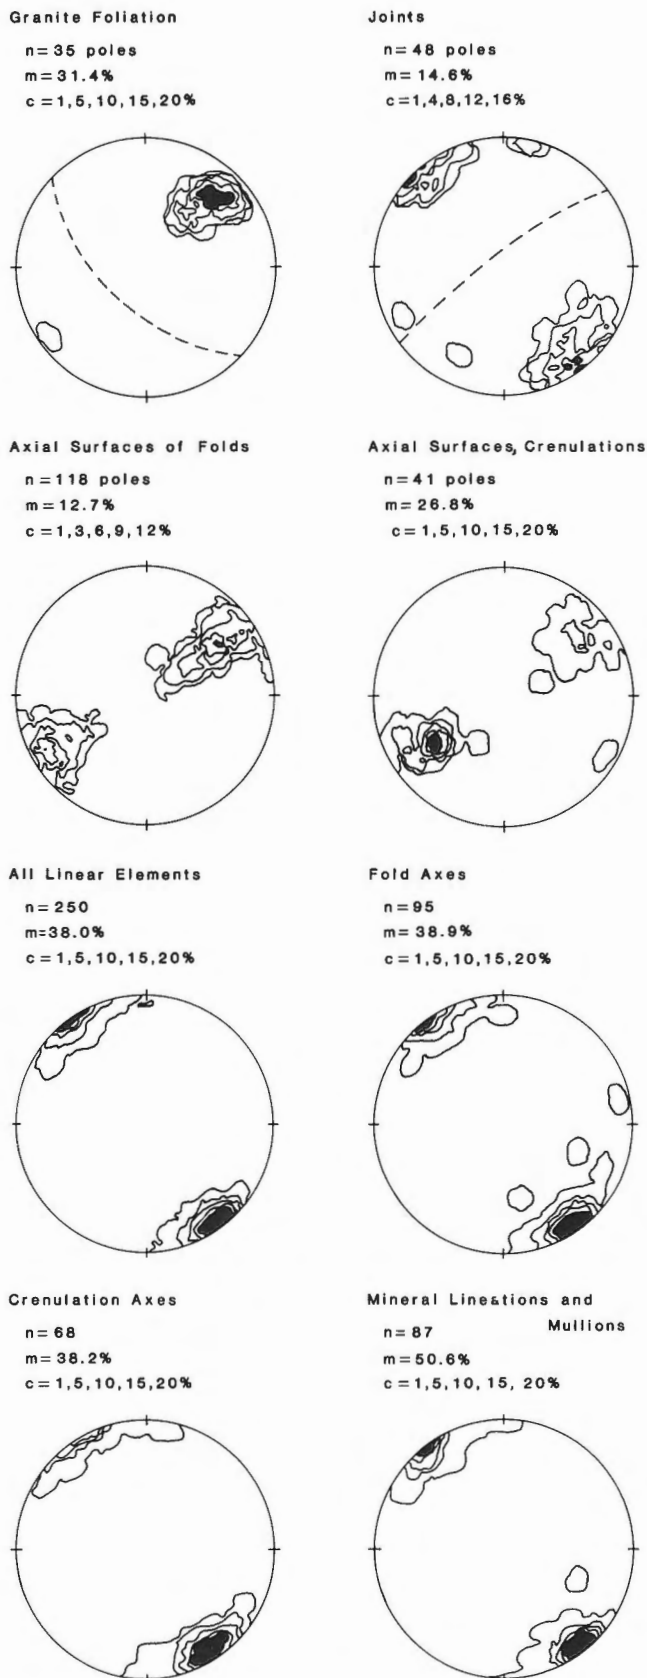 Granite Foliation
n=35 poles
m=31.4%
c=1,5,10,15,20%
Joints
n=48 poles
m=14.6%
c=1,4,8,12,16%
Axial Surfaces of Folds
n=118 poles
m=12.7%
c=1,3,6,9,12%
Axial Surfaces, Crenulations
n=41 poles
m=26.8%
c=1,5,10,15,20%
All Linear Elements
n=250
m=38.0%
c=1,5,10,15,20%
Fold Axes
n=95
m=38.9%
c=1,5,10,15,20%
Crenulation Axes
n=68
m=38.2%
c=1,5,10,15,20%
Mineral Lineations and
Mullions
n=87
m=50.6%
c=1,5,10, 15, 20%